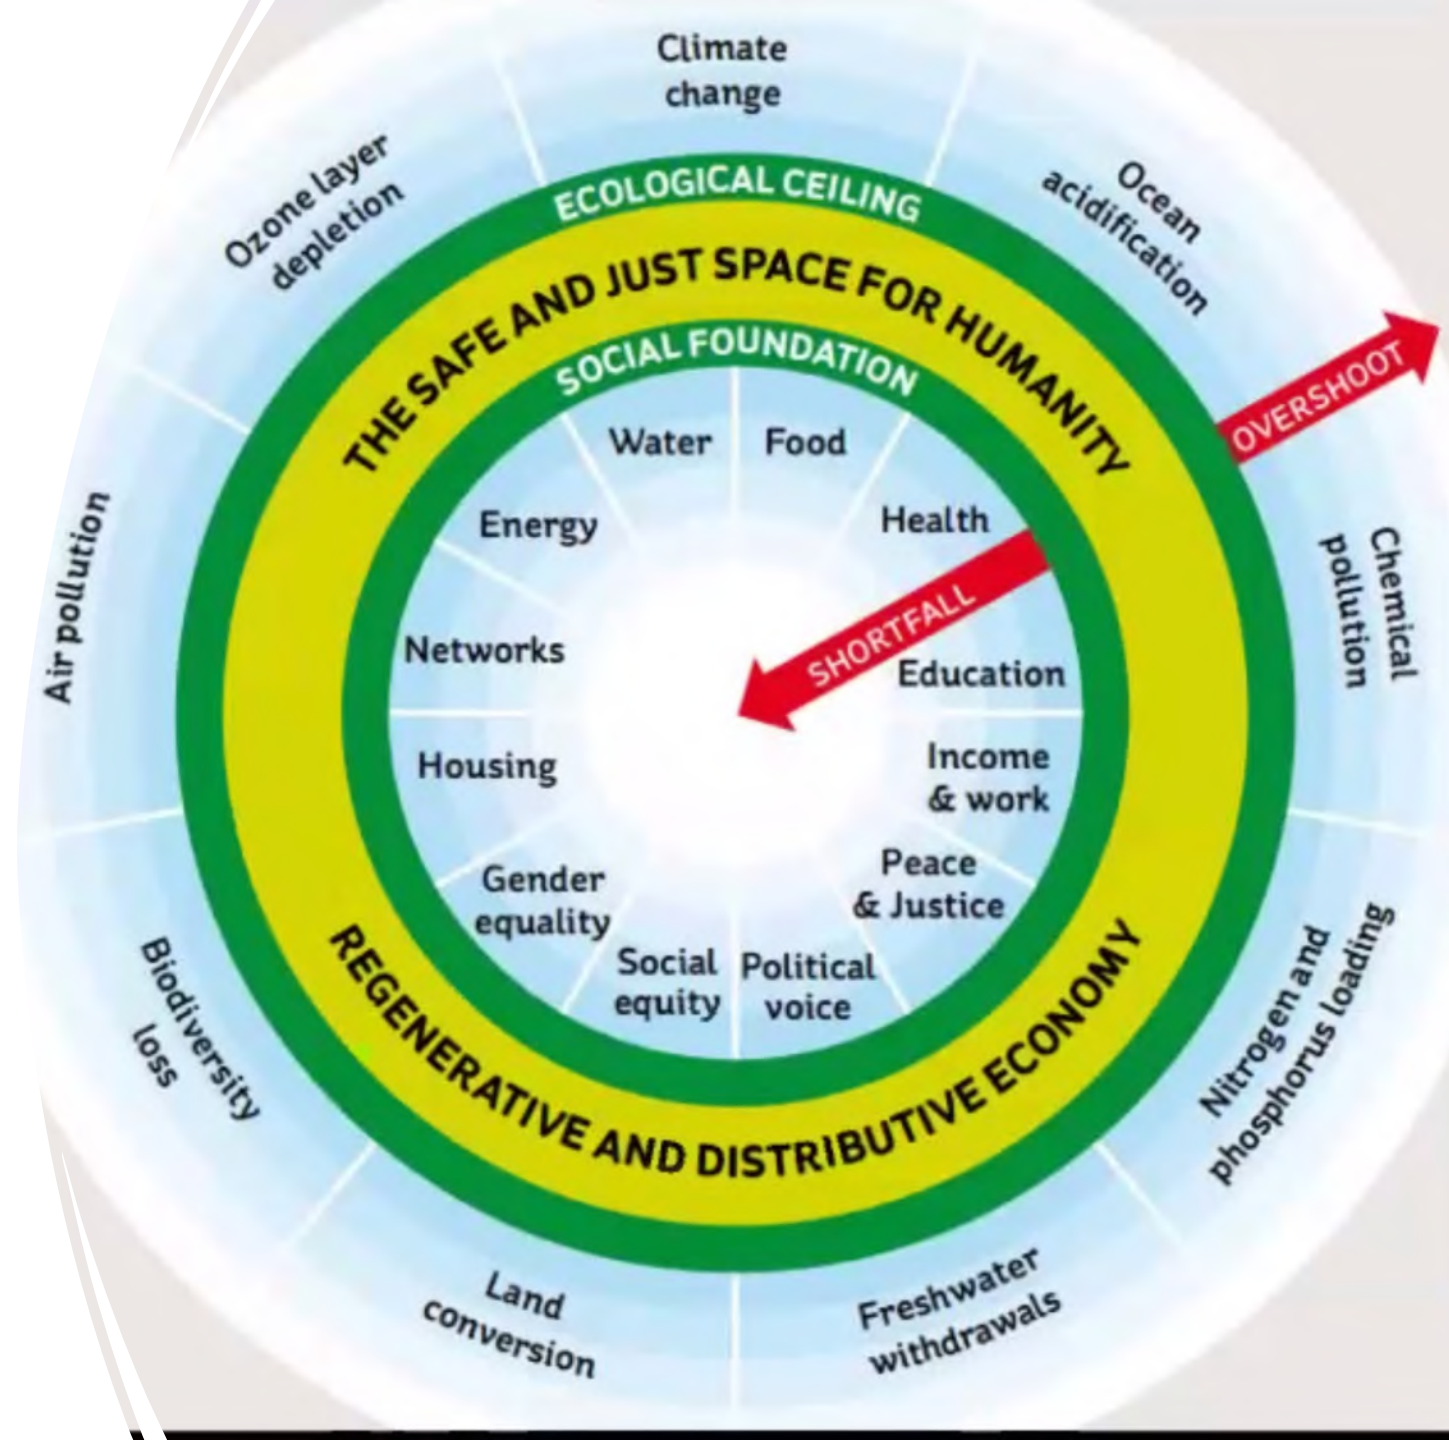 Climate
change
Ocean
acidification
OVERSHOOT
Chemical
pollution
Nitrogen and
phosphorus loading
Freshwater
withdrawals
Land
conversion
Biodiversity
loss
Air pollution
Ozone layer
depletion
ECOLOGICAL CEILING
THE SAFE AND JUST SPACE FOR HUMANITY
SOCIAL FOUNDATION
Water
Food
Health
SHORTFALL
Education
Income
& work
Peace
& Justice
Political
voice
Social
equity
Gender
equality
Housing
Networks
Energy
REGENERATIVE AND DISTRIBUTIVE ECONOMY